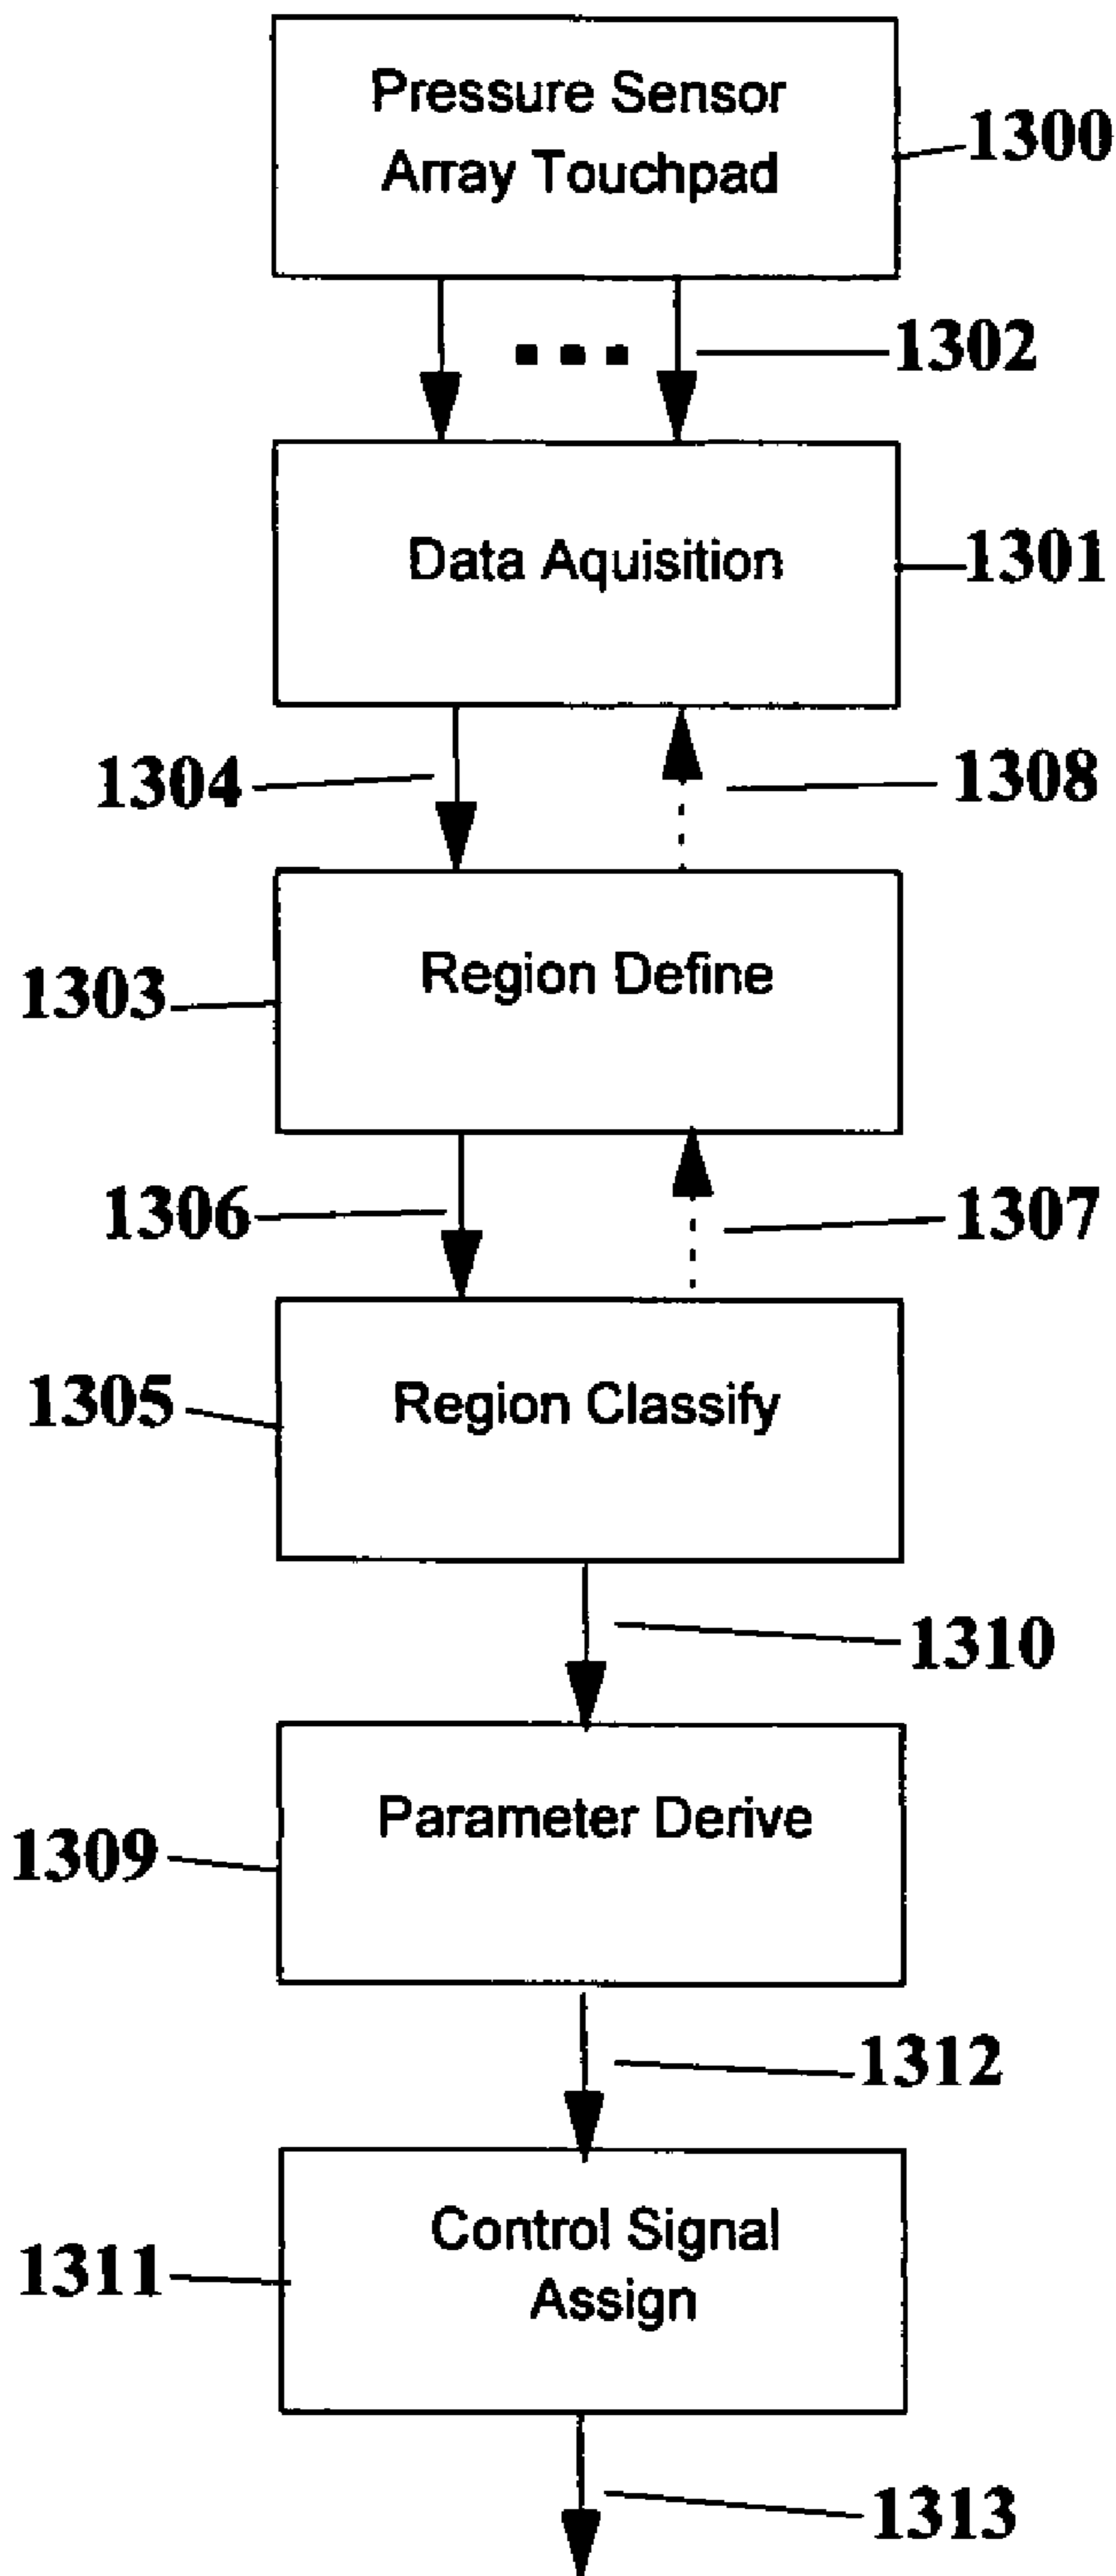 Pressure Sensor
Array Touchpad
1300
1302
Data Aquisition
1301
1304
1308
Region Define
1303
1306
1307
Region Classify
1305
1310
Parameter Derive
1309
1312
Control Signal
Assign
1311
1313